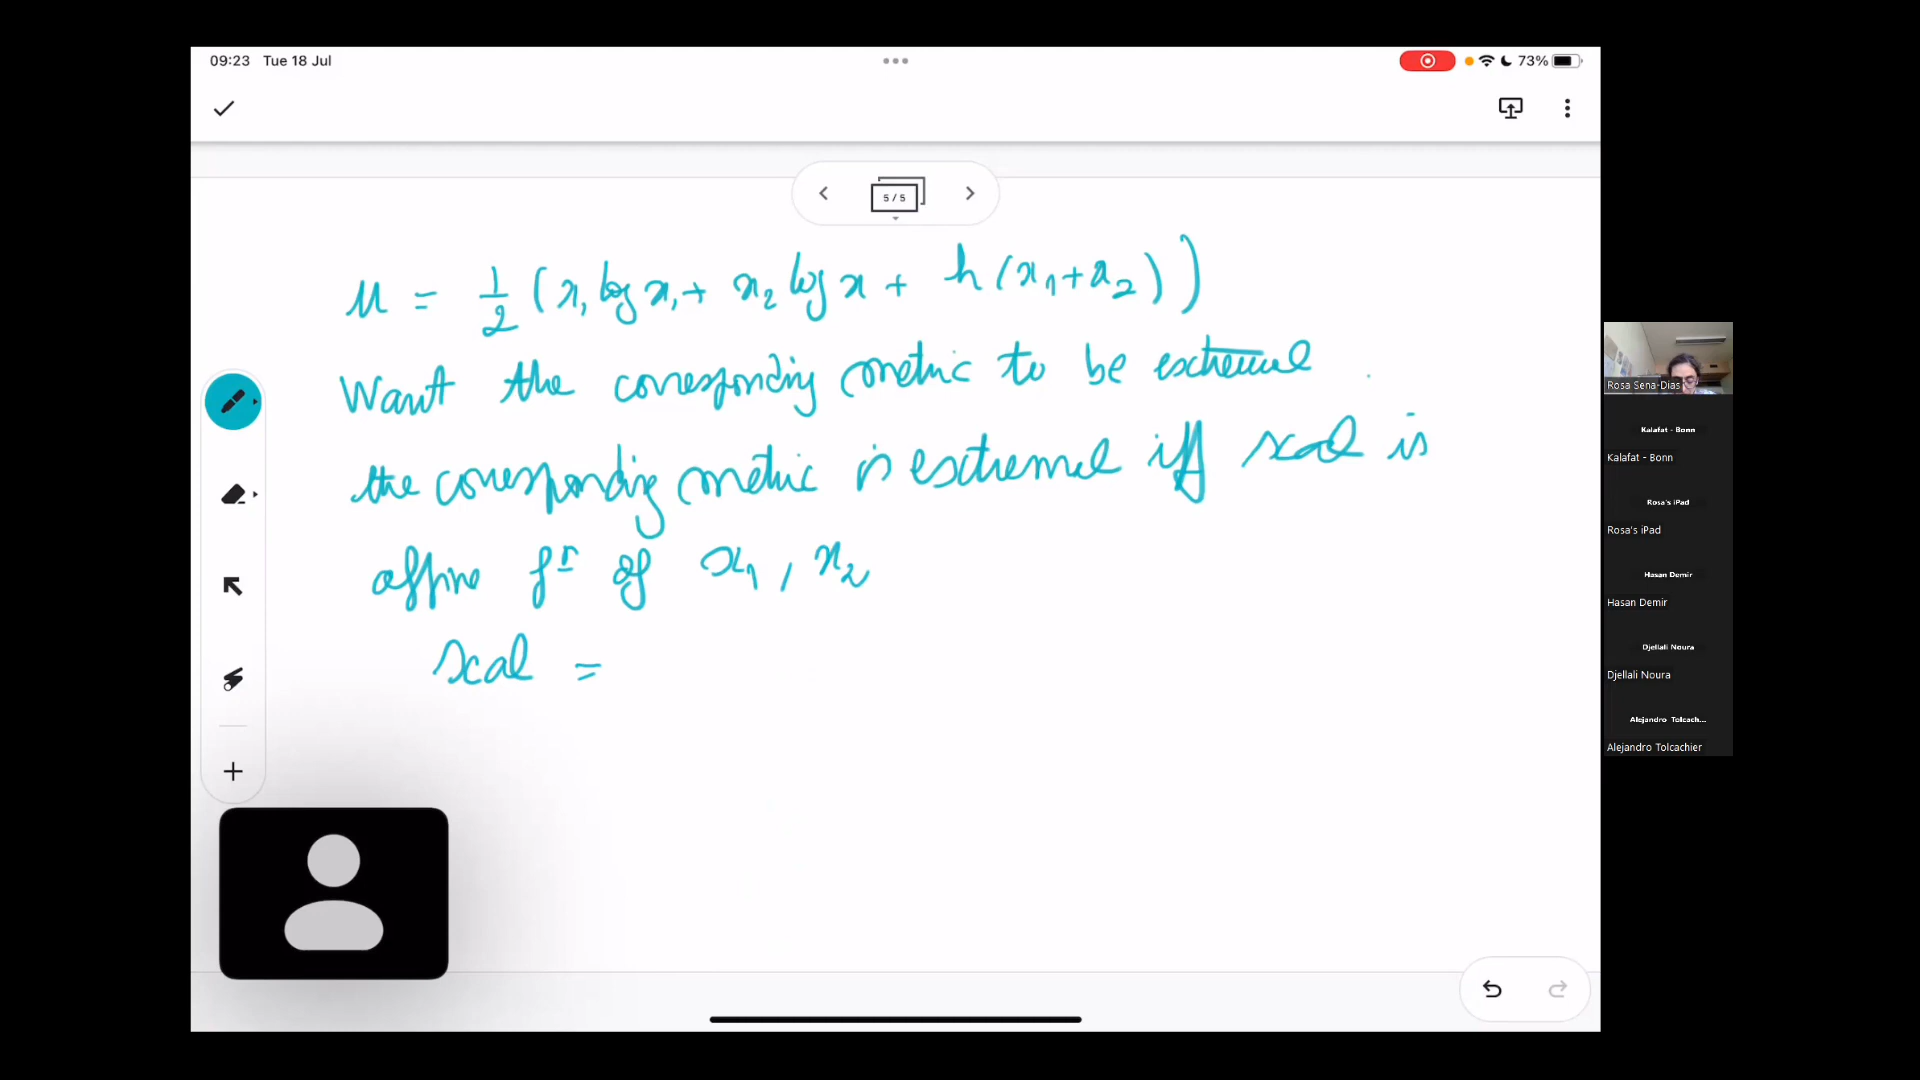 09:23 Tue 18 Jul
73%
5 / 5
u = 1/2 (x₁ log x₁ + x₂ log x + h(x₁+x₂))
Want the corresponding metric to be extremal
the corresponding metric is extremal iff scal is
affine fⁿ of x₁, x₂
scal =
Rosa Sena-Dias
Kalafat - Bonn
Kalafat - Bonn
Rosa's iPad
Rosa's iPad
Hasan Demir
Hasan Demir
Djellali Noura
Djellali Noura
Alejandro Tolcach...
Alejandro Tolcachier